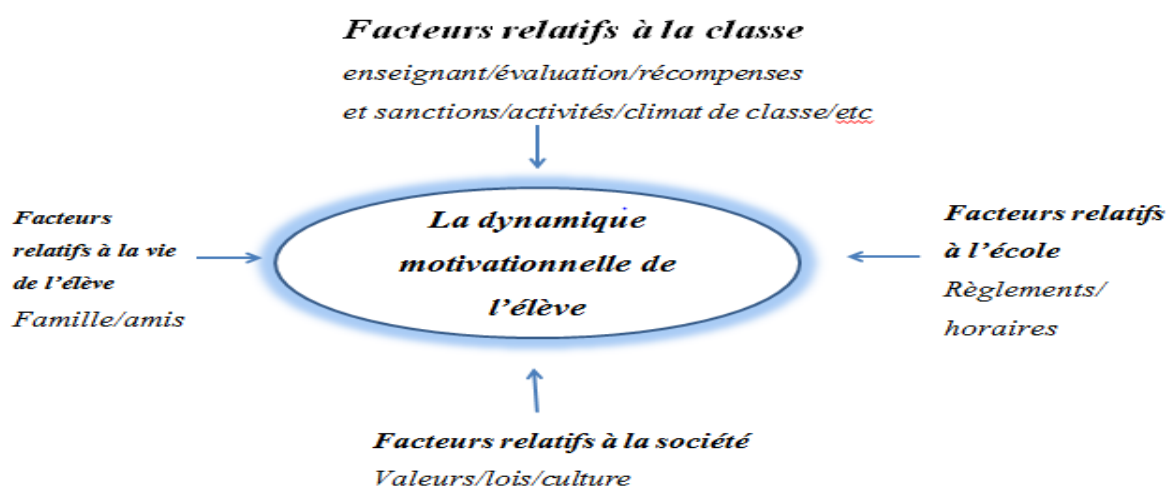 Facteurs relatifs à la classe
enseignant/évaluation/récompenses
et sanctions/activités/climat de classe/etc
Facteurs
relatifs à la vie
de l'élève
Famille/amis
La dynamique
motivationnelle de
l'élève
Facteurs relatifs
à l'école
Règlements/
horaires
Facteurs relatifs à la société
Valeurs/lois/culture